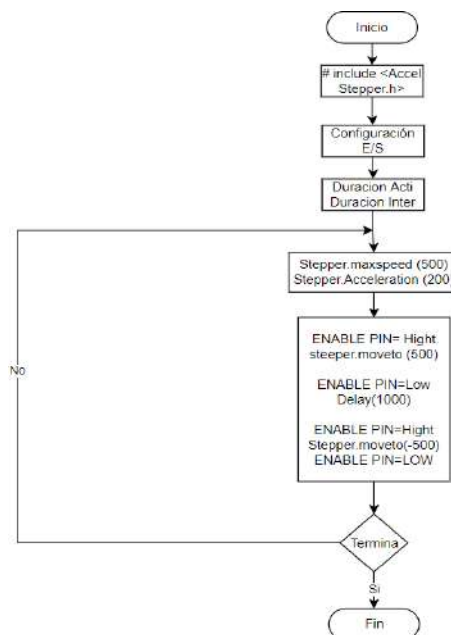 Inicio
# include <Accel
Stepper.h>
Configuración
E/S
Duracion Acti
Duracion Inter
Stepper.maxspeed (500)
Stepper.Acceleration (200)
ENABLE PIN= Hight
steeper.moveto (500)
ENABLE PIN=Low
Delay(1000)
ENABLE PIN=Hight
Stepper.moveto(-500)
ENABLE PIN=LOW
No
Termina
Si
Fin